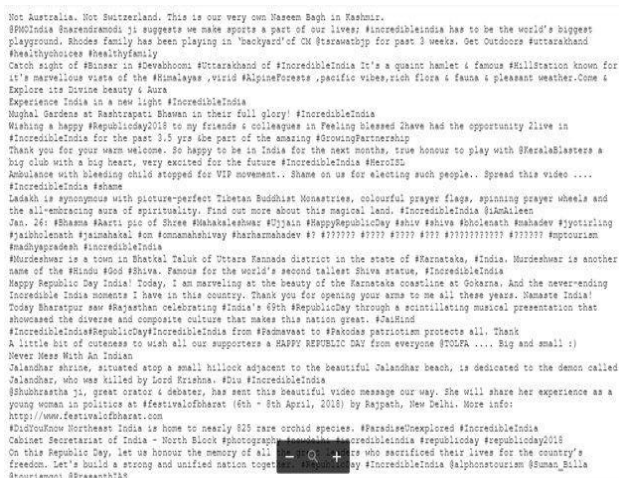 Not Australia. Not Switzerland. This is our very own Naseem Bagh in Kashmir.
@PMOIndia @narendramodi ji suggests we make sports a part of our lives; #incredibleindia has to be the world's biggest
playground. Rhodes family has been playing in 'backyard'of CM @tsrawatbjp for past 3 weeks. Get Outdoors #uttarakhand
#healthychoices #healthyfamily
Catch sight of #Binsar in #Devabhoomi #Uttarakhand of #IncredibleIndia It's a quaint hamlet & famous #HillStation known for
it's marvellous vista of the #Himalayas ,virid #AlpineForests ,pacific vibes,rich flora & fauna & pleasant weather.Come &
Explore its Divine beauty & Aura
Experience India in a new light #IncredibleIndia
Mughal Gardens at Rashtrapati Bhawan in their full glory! #IncredibleIndia
Wishing a happy #Republicday2018 to my friends & colleagues in Feeling blessed 2have had the opportunity 2live in
#IncredibleIndia for the past 3.5 yrs &be part of the amazing #GrowingPartnership
Thank you for your warm welcome. So happy to be in India for the next months, true honour to play with @KeralaBlasters a
big club with a big heart, very excited for the future #IncredibleIndia #HeroISL
Ambulance with bleeding child stopped for VIP movement.. Shame on us for electing such people.. Spread this video ....
#IncredibleIndia #shame
Ladakh is synonymous with picture-perfect Tibetan Buddhist Monastries, colourful prayer flags, spinning prayer wheels and
the all-embracing aura of spirituality. Find out more about this magical land. #IncredibleIndia @iAmAileen
Jan. 26: #Bhasma #Aarti pic of Shree #Mahakaleshwar #Ujjain #HappyRepublicDay #shiv #shiva #bholenath #mahadev #jyotirling
#jaibholenath #jaimahakal #om #omnamahshivay #harharmahadev #? #?????? #???? #???? #??? #??????????? #?????? #mptourism
#madhyapradesh #incredibleindia
#Murdeshwar is a town in Bhatkal Taluk of Uttara Kannada district in the state of #Karnataka, #India. Murdeshwar is another
name of the #Hindu #God #Shiva. Famous for the world's second tallest Shiva statue, #IncredibleIndia
Happy Republic Day India! Today, I am marveling at the beauty of the Karnataka coastline at Gokarna. And the never-ending
Incredible India moments I have in this country. Thank you for opening your arms to me all these years. Namaste India!
Today Bharatpur saw #Rajasthan celebrating #India's 69th #RepublicDay through a scintillating musical presentation that
showcased the diverse and composite culture that makes this nation great. #JaiHind
#IncredibleIndia#RepublicDay#IncredibleIndia from #Padmavaat to #Pakodas patriotism protects all. Thank
A little bit of cuteness to wish all our supporters a HAPPY REPUBLIC DAY from everyone @TOLFA .... Big and small :)
Never Mess With An Indian
Jalandhar shrine, situated atop a small hillock adjacent to the beautiful Jalandhar beach, is dedicated to the demon called
Jalandhar, who was killed by Lord Krishna. #Diu #IncredibleIndia
@Shubhrastha ji, great orator & debater, has sent this beautiful video message our way. She will share her experience as a
young woman in politics at #festivalofbharat (6th - 8th April, 2018) by Rajpath, New Delhi. More info:
http://www.festivalofbharat.com
#DidYouKnow Northeast India is home to nearly 825 rare orchid species. #ParadiseUnexplored #IncredibleIndia
Cabinet Secretariat of India - North Block #photography #newdelhi #incredibleindia #republicday #republicday2018
On this Republic Day, let us honour the memory of all the great leaders who sacrificed their lives for the country's
freedom. Let's build a strong and unified nation together. #RepublicDay #IncredibleIndia @alphonstourism @Suman_Billa
@tourismgoi @PrasanthIAS